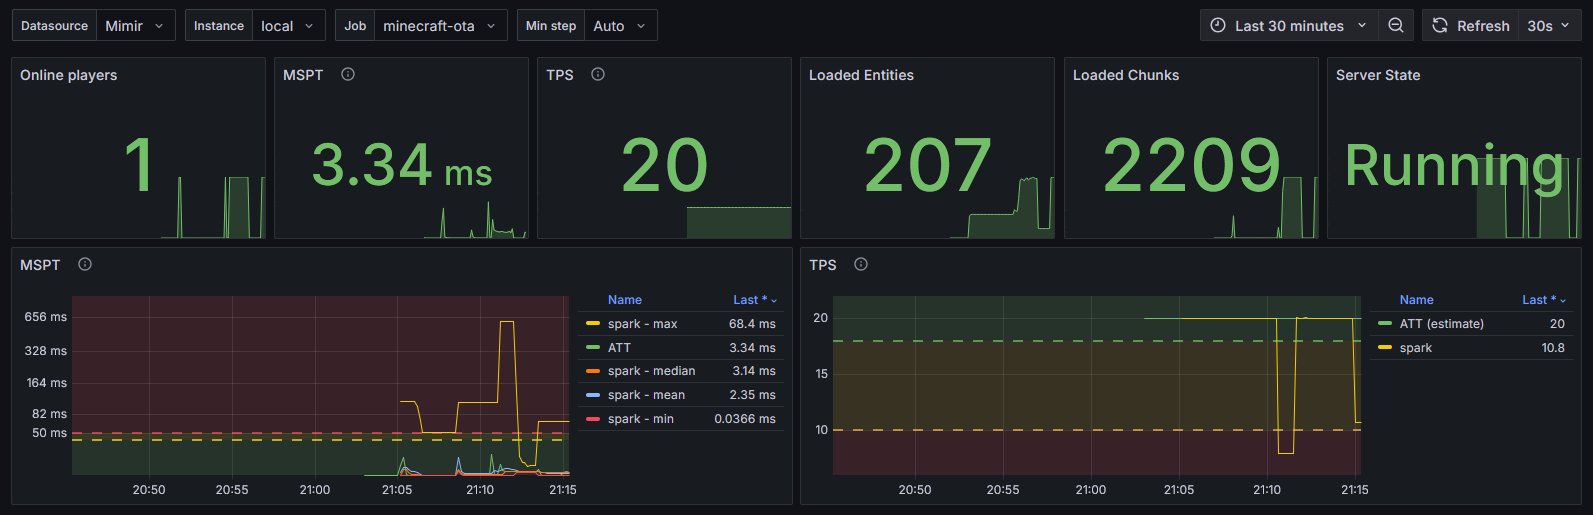 Datasource Mimir Instance local Job minecraft-ota Min step Auto Last 30 minutes Refresh 30s
Online players MSPT TPS Loaded Entities Loaded Chunks Server State
1 3.34 ms 20 207 2209 Running
MSPT
656 ms
328 ms
164 ms
82 ms
50 ms
20:50 20:55 21:00 21:05 21:10 21:15
Name Last *
spark - max 68.4 ms
ATT 3.34 ms
spark - median 3.14 ms
spark - mean 2.35 ms
spark - min 0.0366 ms
TPS
20
15
10
20:50 20:55 21:00 21:05 21:10 21:15
Name Last *
ATT (estimate) 20
spark 10.8